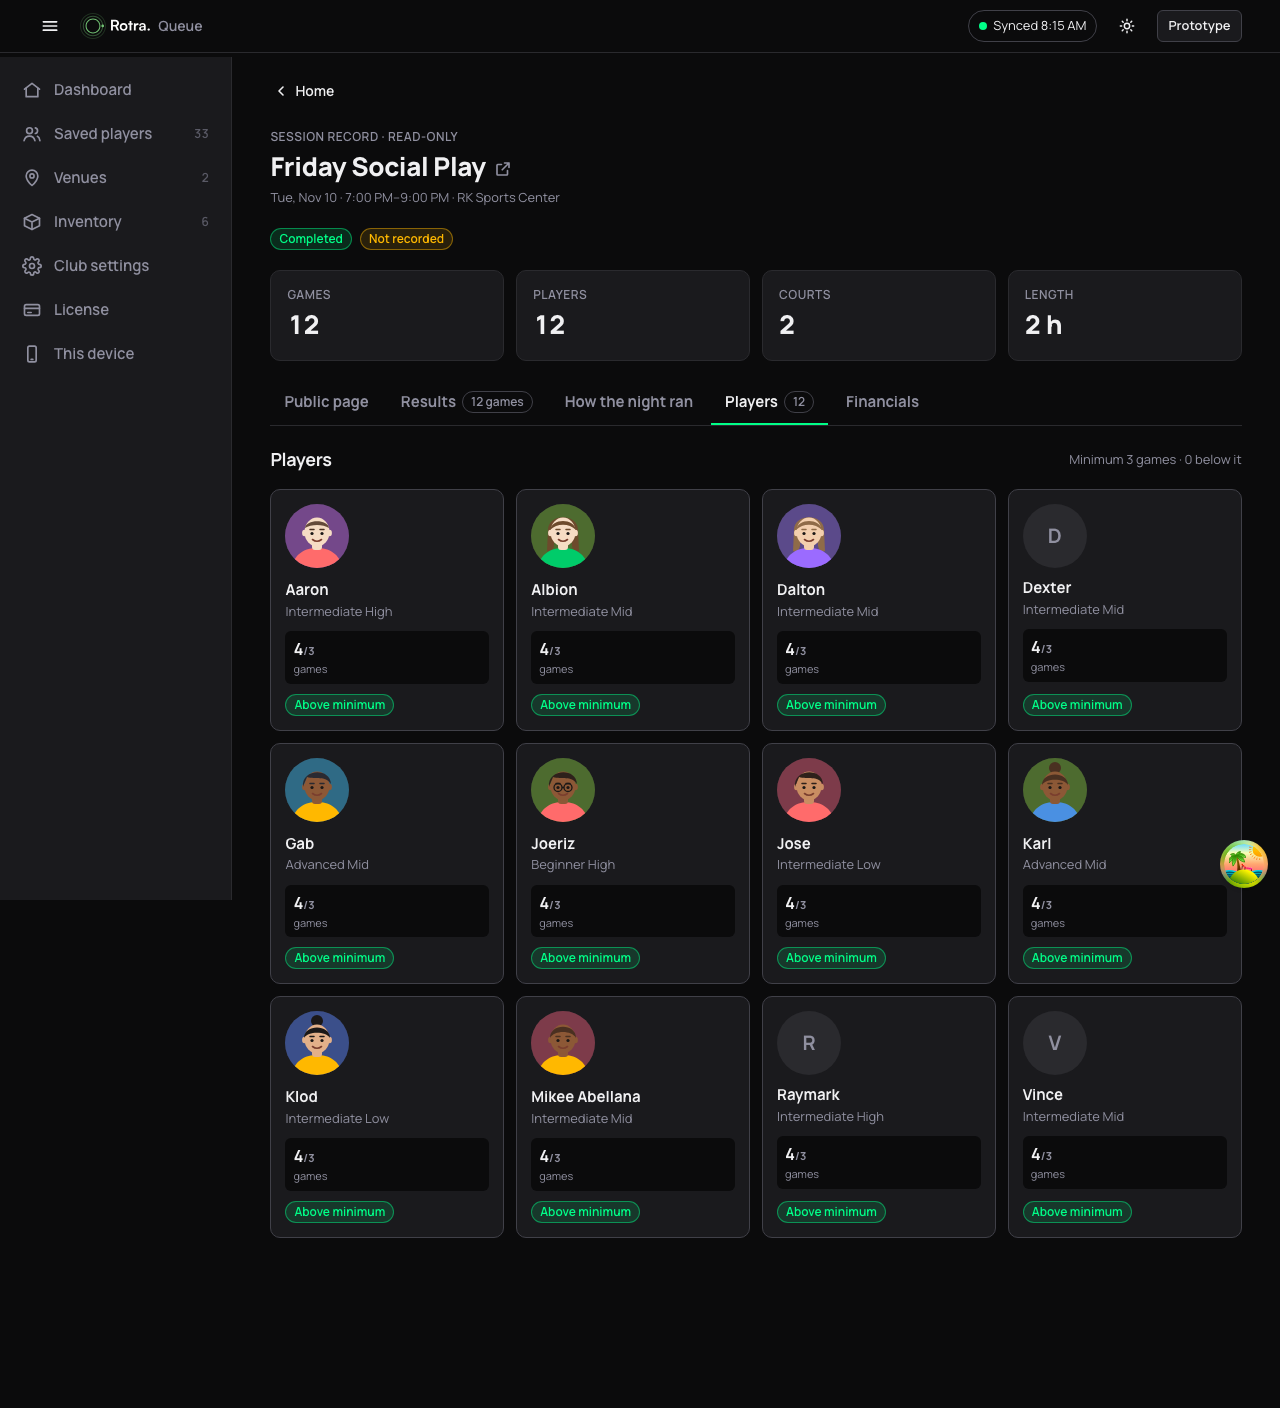 Rotra. Queue
Synced 8:15 AM
Prototype
Dashboard
Saved players 33
Venues 2
Inventory 6
Club settings
License
This device
Home
SESSION RECORD · READ-ONLY
Friday Social Play
Tue, Nov 10 · 7:00 PM–9:00 PM · RK Sports Center
Completed Not recorded
GAMES
12
PLAYERS
12
COURTS
2
LENGTH
2 h
Public page Results 12 games How the night ran Players 12 Financials
Players
Minimum 3 games · 0 below it
Aaron
Intermediate High
4/3
games
Above minimum
Albion
Intermediate Mid
4/3
games
Above minimum
Dalton
Intermediate Mid
4/3
games
Above minimum
D
Dexter
Intermediate Mid
4/3
games
Above minimum
Gab
Advanced Mid
4/3
games
Above minimum
Joeriz
Beginner High
4/3
games
Above minimum
Jose
Intermediate Low
4/3
games
Above minimum
Karl
Advanced Mid
4/3
games
Above minimum
Klod
Intermediate Low
4/3
games
Above minimum
Mikee Abellana
Intermediate Mid
4/3
games
Above minimum
R
Raymark
Intermediate High
4/3
games
Above minimum
V
Vince
Intermediate Mid
4/3
games
Above minimum